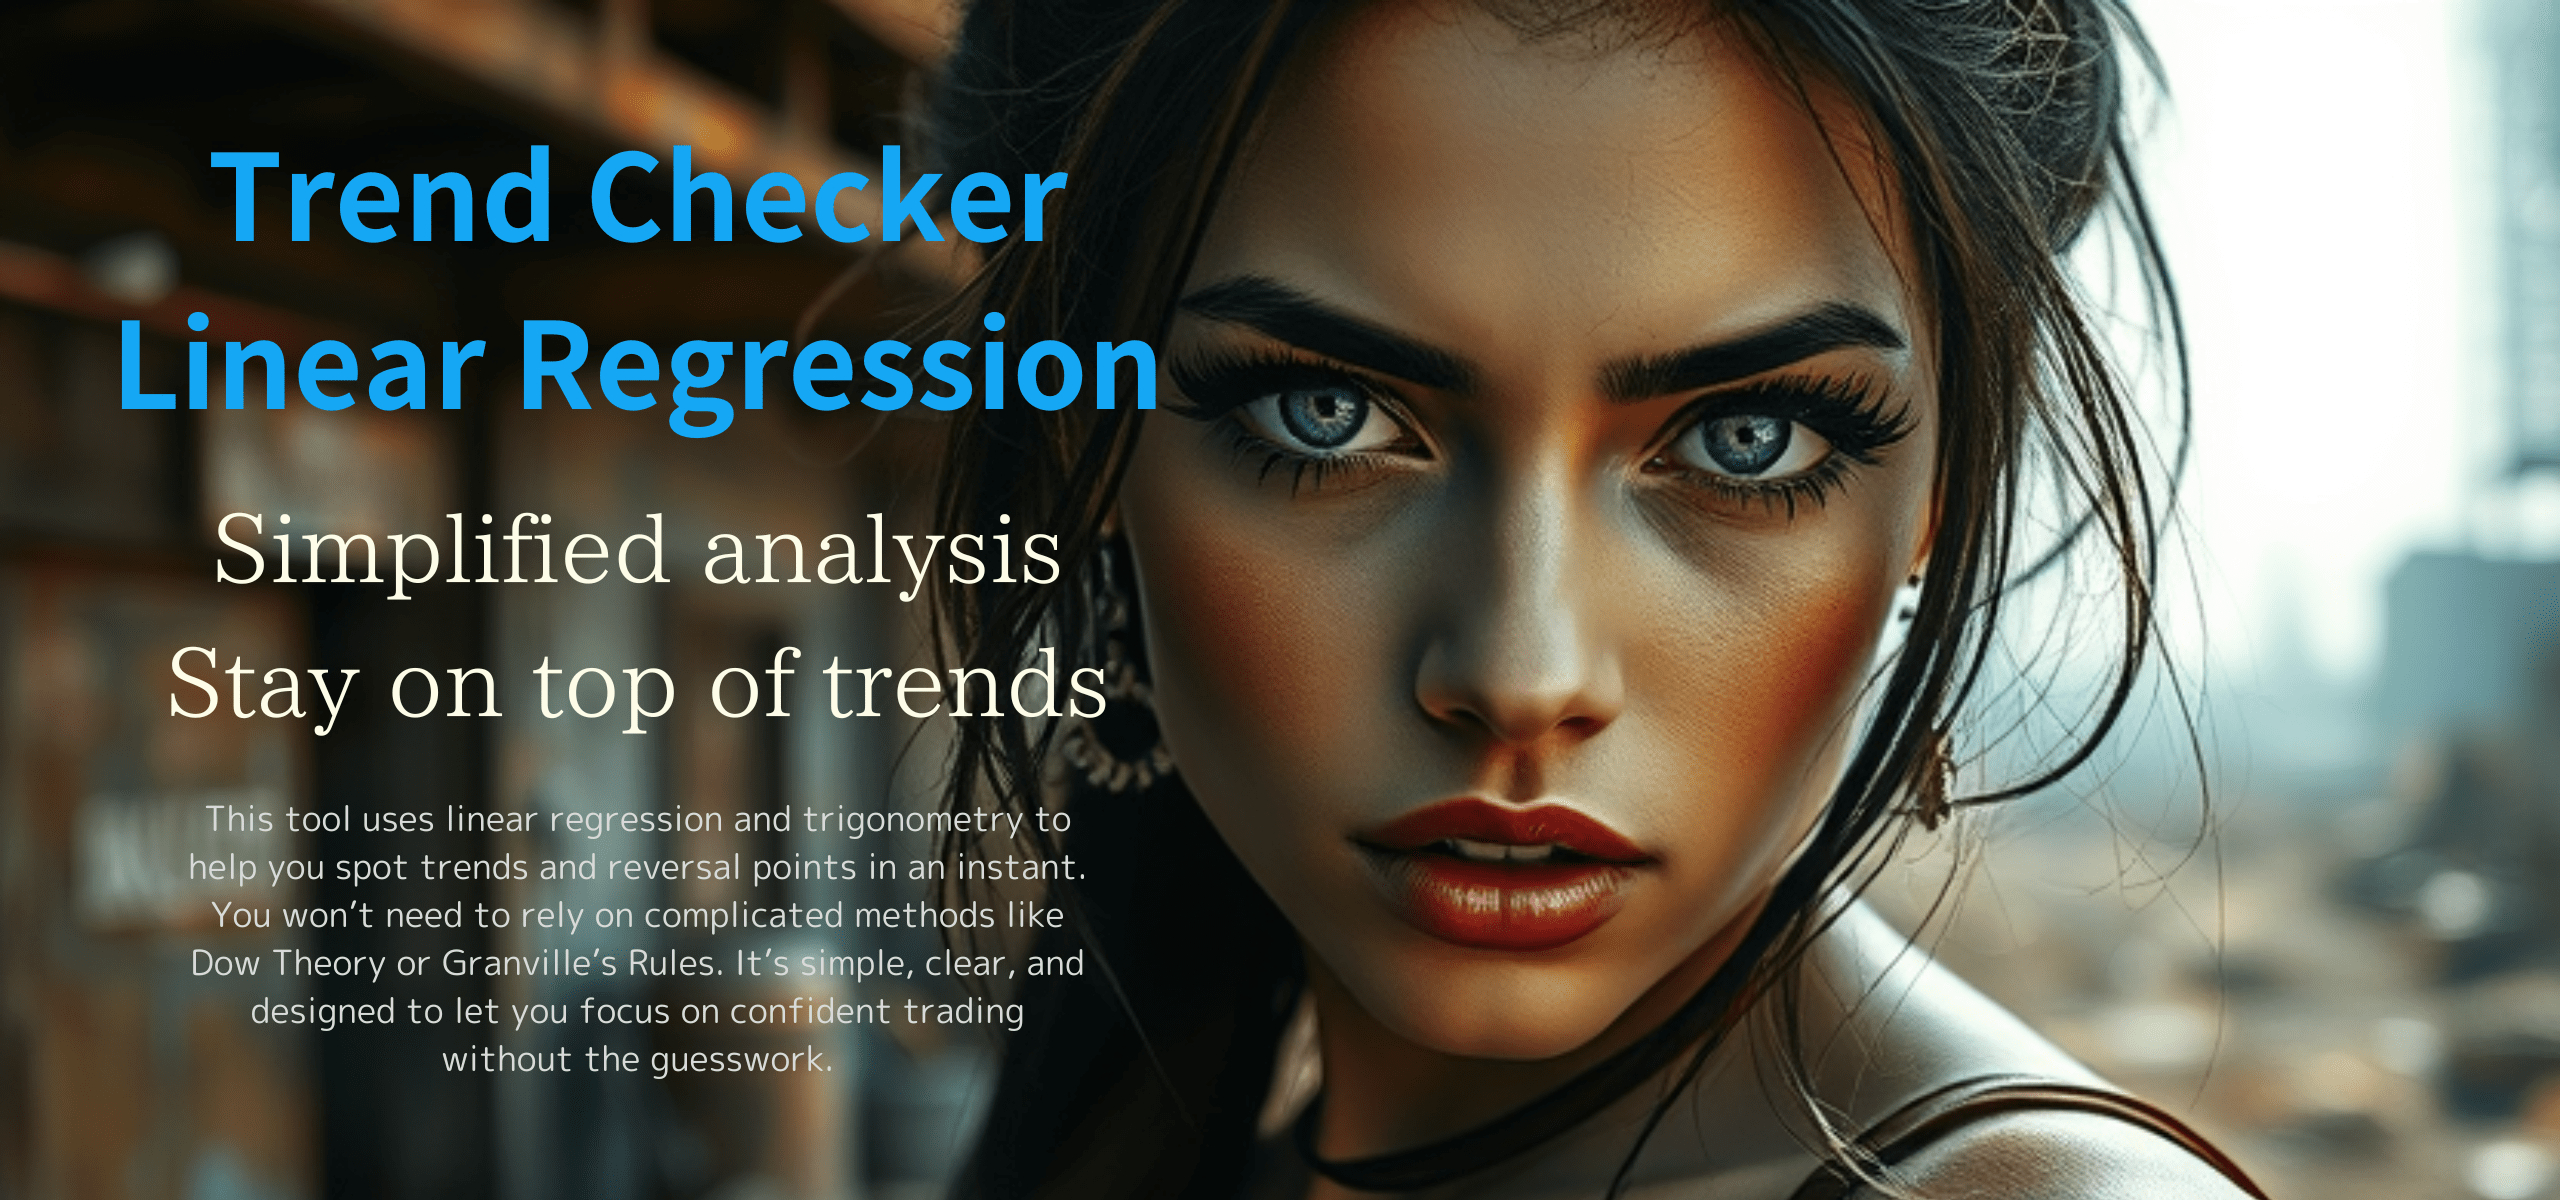 Trend Checker
Linear Regression
Simplified analysis
Stay on top of trends
This tool uses linear regression and trigonometry to
help you spot trends and reversal points in an instant.
You won’t need to rely on complicated methods like
Dow Theory or Granville’s Rules. It’s simple, clear, and
designed to let you focus on confident trading
without the guesswork.